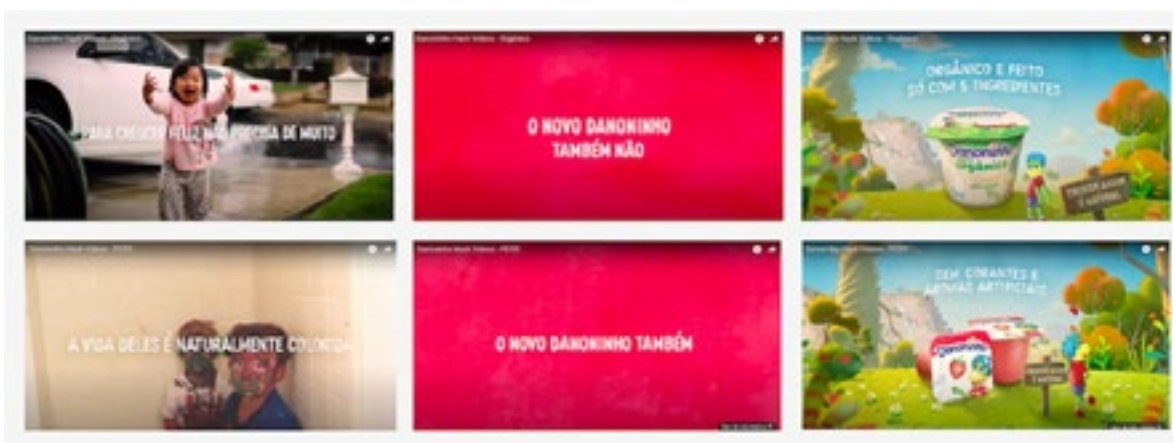 PARA CRESCER FELIZ NÃO PRECISA DE MUITO
O NOVO DANONINHO
TAMBÉM NÃO
ORGÂNICO E FEITO
SÓ COM 5 INGREDIENTES
Danoninho
orgânico
A VIDA DELES É NATURALMENTE COLORIDA
O NOVO DANONINHO TAMBÉM
SEM CORANTES E
AROMAS ARTIFICIAIS
Danoninho